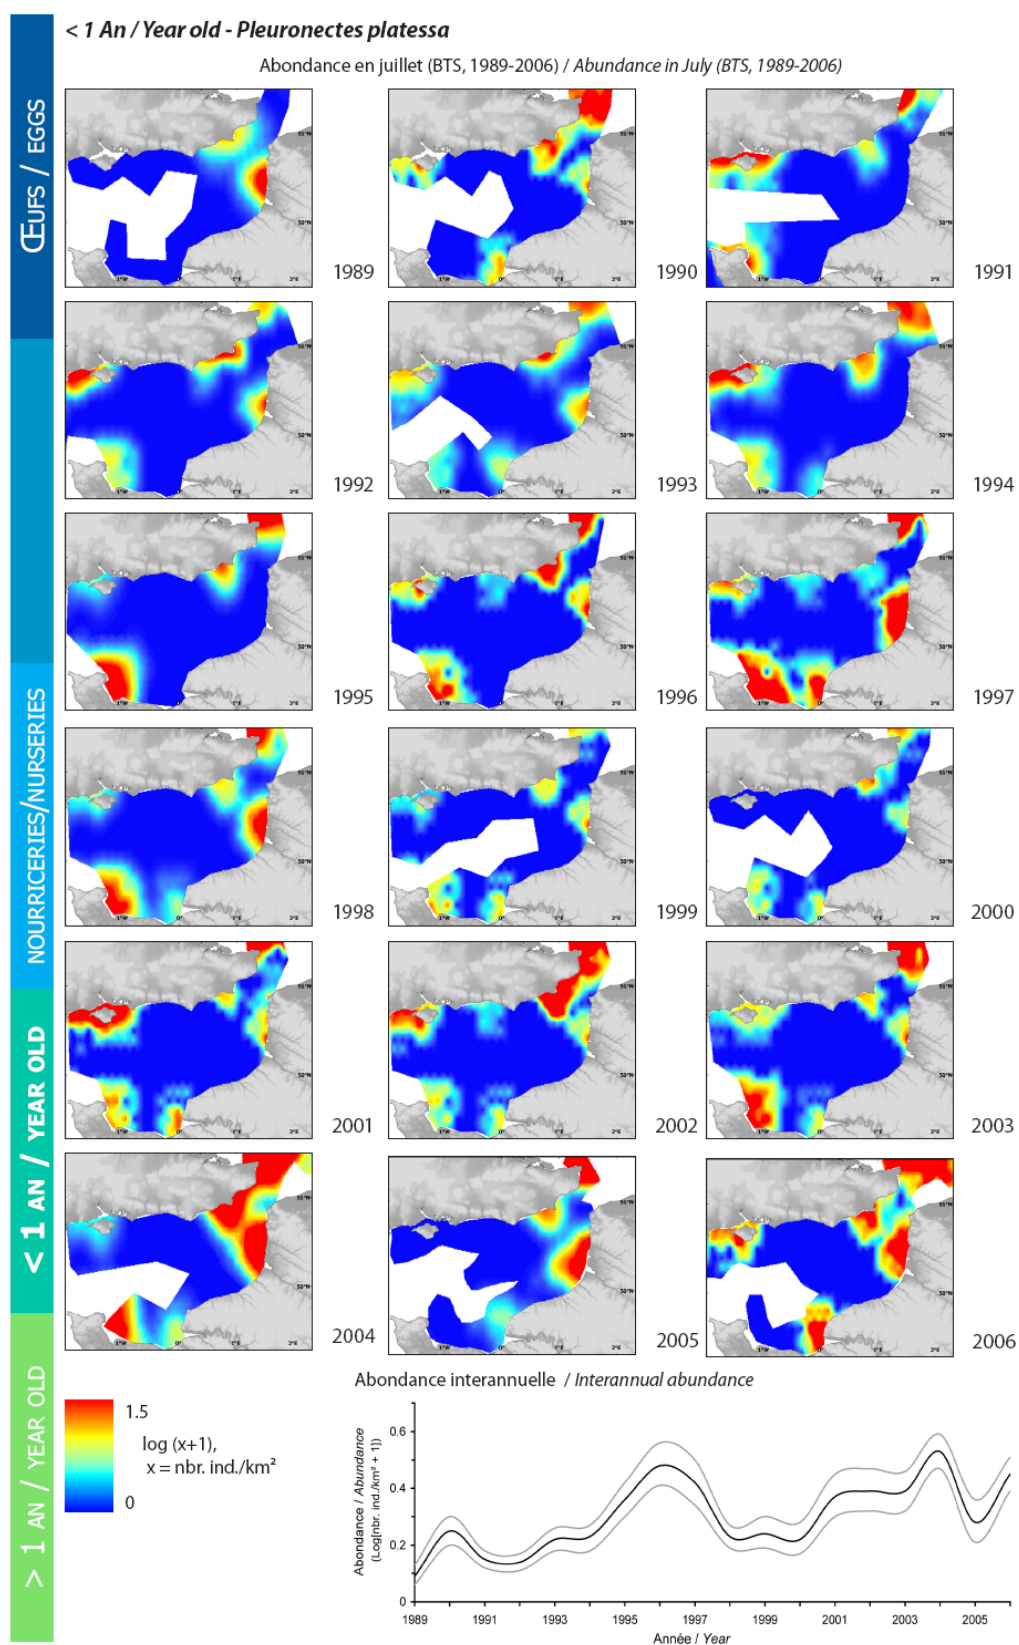 < 1 An / Year old - Pleuronectes platessa
Abondance en juillet (BTS, 1989-2006) / Abundance in July (BTS, 1989-2006)
ŒUFS / EGGS
NOURRICERIES/NURSERIES
< 1 AN / YEAR OLD
> 1 AN / YEAR OLD
1989
1990
1991
1992
1993
1994
1995
1996
1997
1998
1999
2000
2001
2002
2003
2004
2005
2006
Abondance interannuelle / Interannual abundance
1.5
log (x+1),
x = nbr. ind./km²
0
Abondance / Abundance
(Log[nbr. ind./km² + 1])
0.6
0.4
0.2
0
1989 1991 1993 1995 1997 1999 2001 2003 2005
Année / Year